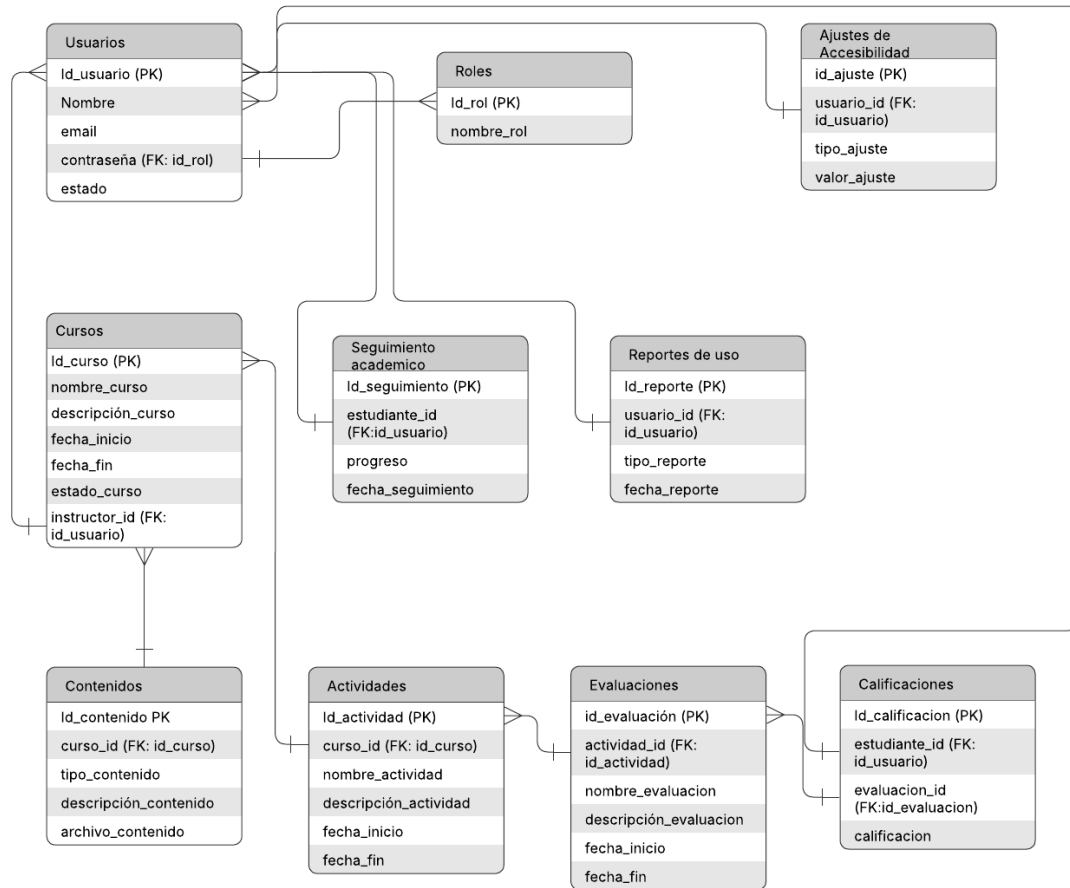 Usuarios
Id_usuario (PK)
Nombre
email
contraseña (FK: id_rol)
estado
Roles
Id_rol (PK)
nombre_rol
Ajustes de
Accesibilidad
id_ajuste (PK)
usuario_id (FK:
id_usuario)
tipo_ajuste
valor_ajuste
Cursos
Id_curso (PK)
nombre_curso
descripción_curso
fecha_inicio
fecha_fin
estado_curso
instructor_id (FK:
id_usuario)
Seguimiento
academico
Id_seguimiento (PK)
estudiante_id
(FK:id_usuario)
progreso
fecha_seguimiento
Reportes de uso
Id_reporte (PK)
usuario_id (FK:
id_usuario)
tipo_reporte
fecha_reporte
Contenidos
Id_contenido PK
curso_id (FK: id_curso)
tipo_contenido
descripción_contenido
archivo_contenido
Actividades
Id_actividad (PK)
curso_id (FK: id_curso)
nombre_actividad
descripción_actividad
fecha_inicio
fecha_fin
Evaluaciones
id_evaluación (PK)
actividad_id (FK:
id_actividad)
nombre_evaluacion
descripción_evaluacion
fecha_inicio
fecha_fin
Calificaciones
Id_calificacion (PK)
estudiante_id (FK:
id_usuario)
evaluacion_id
(FK:id_evaluacion)
calificacion